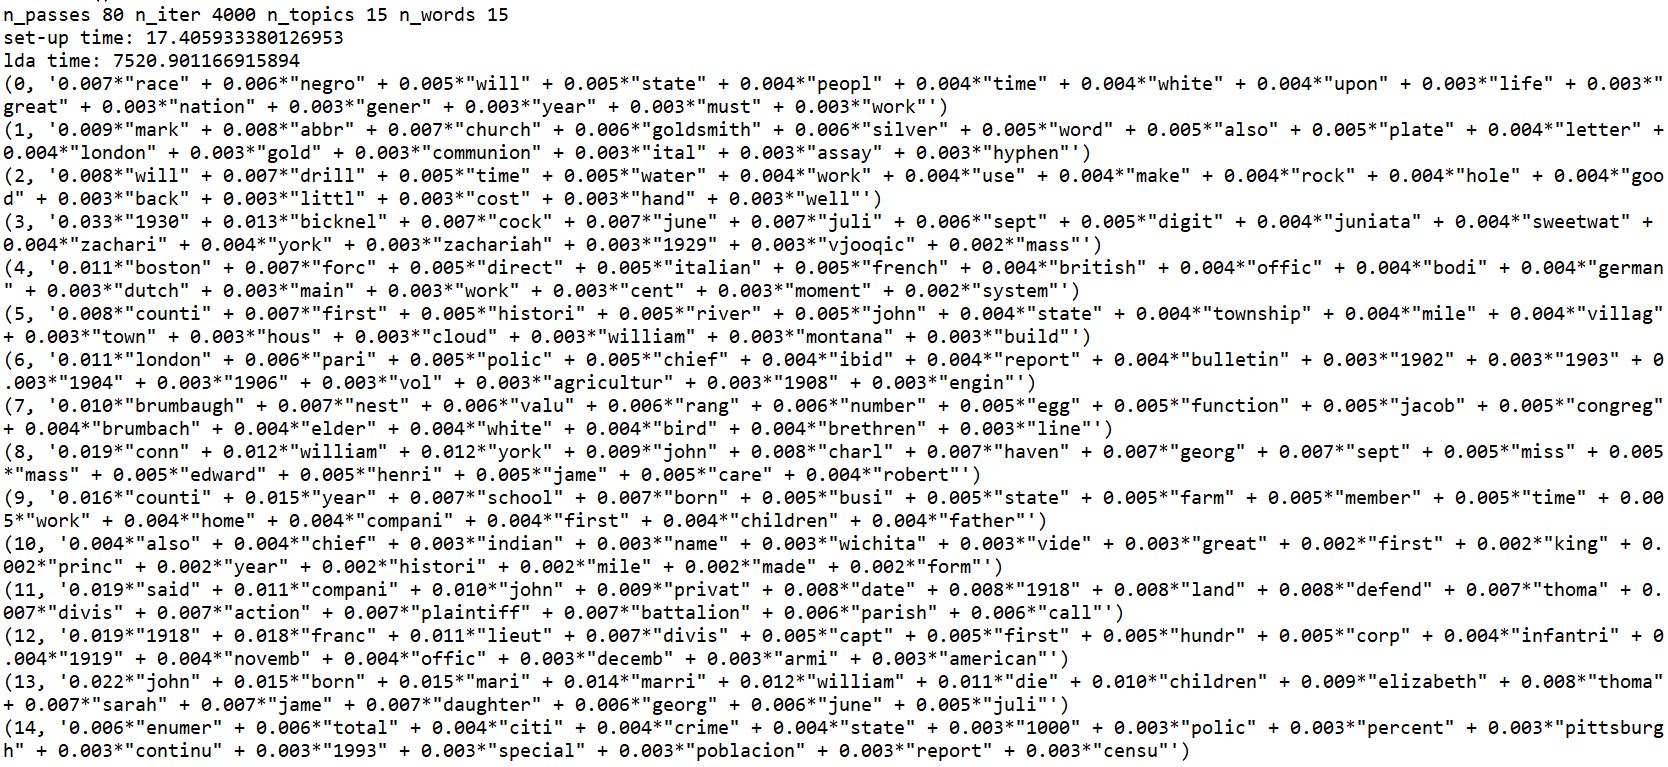 n_passes 80 n_iter 4000 n_topics 15 n_words 15
set-up time: 17.405933380126953
lda time: 7520.901166915894
(0, '0.007*"race" + 0.006*"negro" + 0.005*"will" + 0.005*"state" + 0.004*"peopl" + 0.004*"time" + 0.004*"white" + 0.004*"upon" + 0.003*"life" + 0.003*"
great" + 0.003*"nation" + 0.003*"gener" + 0.003*"year" + 0.003*"must" + 0.003*"work"')
(1, '0.009*"mark" + 0.008*"abbr" + 0.007*"church" + 0.006*"goldsmith" + 0.006*"silver" + 0.005*"word" + 0.005*"also" + 0.005*"plate" + 0.004*"letter" +
0.004*"london" + 0.003*"gold" + 0.003*"communion" + 0.003*"ital" + 0.003*"assay" + 0.003*"hyphen"')
(2, '0.008*"will" + 0.007*"drill" + 0.005*"time" + 0.005*"water" + 0.004*"work" + 0.004*"use" + 0.004*"make" + 0.004*"rock" + 0.004*"hole" + 0.004*"goo
d" + 0.003*"back" + 0.003*"littl" + 0.003*"cost" + 0.003*"hand" + 0.003*"well"')
(3, '0.033*"1930" + 0.013*"bicknel" + 0.007*"cock" + 0.007*"june" + 0.007*"juli" + 0.006*"sept" + 0.005*"digit" + 0.004*"juniata" + 0.004*"sweetwat" +
0.004*"zachari" + 0.004*"york" + 0.003*"zachariah" + 0.003*"1929" + 0.003*"vjooqic" + 0.002*"mass"')
(4, '0.011*"boston" + 0.007*"forc" + 0.005*"direct" + 0.005*"italian" + 0.005*"french" + 0.004*"british" + 0.004*"offic" + 0.004*"bodi" + 0.004*"german
" + 0.003*"dutch" + 0.003*"main" + 0.003*"work" + 0.003*"cent" + 0.003*"moment" + 0.002*"system"')
(5, '0.008*"counti" + 0.007*"first" + 0.005*"histori" + 0.005*"river" + 0.005*"john" + 0.004*"state" + 0.004*"township" + 0.004*"mile" + 0.004*"villag"
+ 0.003*"town" + 0.003*"hous" + 0.003*"cloud" + 0.003*"william" + 0.003*"montana" + 0.003*"build"')
(6, '0.011*"london" + 0.006*"pari" + 0.005*"polic" + 0.005*"chief" + 0.004*"ibid" + 0.004*"report" + 0.004*"bulletin" + 0.003*"1902" + 0.003*"1903" + 0
.003*"1904" + 0.003*"1906" + 0.003*"vol" + 0.003*"agricultur" + 0.003*"1908" + 0.003*"engin"')
(7, '0.010*"brumbaugh" + 0.007*"nest" + 0.006*"valu" + 0.006*"rang" + 0.006*"number" + 0.005*"egg" + 0.005*"function" + 0.005*"jacob" + 0.005*"congreg"
+ 0.004*"brumbach" + 0.004*"elder" + 0.004*"white" + 0.004*"bird" + 0.004*"brethren" + 0.003*"line"')
(8, '0.019*"conn" + 0.012*"william" + 0.012*"york" + 0.009*"john" + 0.008*"charl" + 0.007*"haven" + 0.007*"georg" + 0.007*"sept" + 0.005*"miss" + 0.005
*"mass" + 0.005*"edward" + 0.005*"henri" + 0.005*"jame" + 0.005*"care" + 0.004*"robert"')
(9, '0.016*"counti" + 0.015*"year" + 0.007*"school" + 0.007*"born" + 0.005*"busi" + 0.005*"state" + 0.005*"farm" + 0.005*"member" + 0.005*"time" + 0.00
5*"work" + 0.004*"home" + 0.004*"compani" + 0.004*"first" + 0.004*"children" + 0.004*"father"')
(10, '0.004*"also" + 0.004*"chief" + 0.003*"indian" + 0.003*"name" + 0.003*"wichita" + 0.003*"vide" + 0.003*"great" + 0.002*"first" + 0.002*"king" + 0.
002*"princ" + 0.002*"year" + 0.002*"histori" + 0.002*"mile" + 0.002*"made" + 0.002*"form"')
(11, '0.019*"said" + 0.011*"compani" + 0.010*"john" + 0.009*"privat" + 0.008*"date" + 0.008*"1918" + 0.008*"land" + 0.008*"defend" + 0.007*"thoma" + 0.
007*"divis" + 0.007*"action" + 0.007*"plaintiff" + 0.007*"battalion" + 0.006*"parish" + 0.006*"call"')
(12, '0.019*"1918" + 0.018*"franc" + 0.011*"lieut" + 0.007*"divis" + 0.005*"capt" + 0.005*"first" + 0.005*"hundr" + 0.005*"corp" + 0.004*"infantri" + 0
.004*"1919" + 0.004*"novemb" + 0.004*"offic" + 0.003*"decemb" + 0.003*"armi" + 0.003*"american"')
(13, '0.022*"john" + 0.015*"born" + 0.015*"mari" + 0.014*"marri" + 0.012*"william" + 0.011*"die" + 0.010*"children" + 0.009*"elizabeth" + 0.008*"thoma"
+ 0.007*"sarah" + 0.007*"jame" + 0.007*"daughter" + 0.006*"georg" + 0.006*"june" + 0.005*"juli"')
(14, '0.006*"enumer" + 0.006*"total" + 0.004*"citi" + 0.004*"crime" + 0.004*"state" + 0.003*"1000" + 0.003*"polic" + 0.003*"percent" + 0.003*"pittsburg
h" + 0.003*"continu" + 0.003*"1993" + 0.003*"special" + 0.003*"poblacion" + 0.003*"report" + 0.003*"censu"')